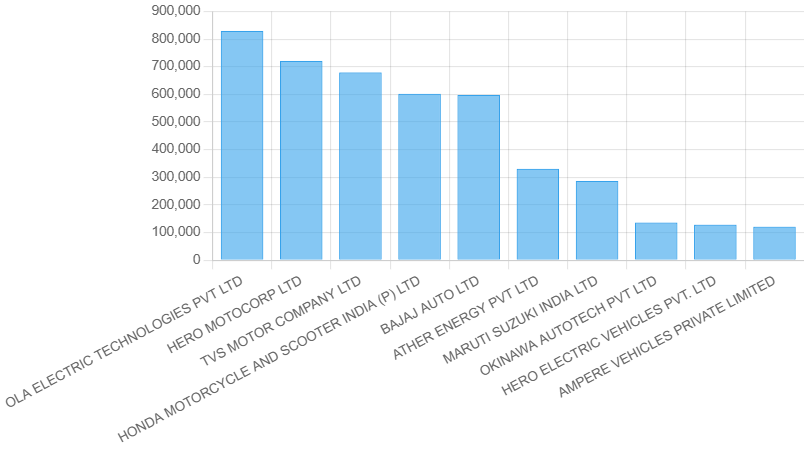 900,000
800,000
700,000
600,000
500,000
400,000
300,000
200,000
100,000
0
OLA ELECTRIC TECHNOLOGIES PVT LTD
HERO MOTOCORP LTD
TVS MOTOR COMPANY LTD
HONDA MOTORCYCLE AND SCOOTER INDIA (P) LTD
BAJAJ AUTO LTD
ATHER ENERGY PVT LTD
MARUTI SUZUKI INDIA LTD
OKINAWA AUTOTECH PVT LTD
HERO ELECTRIC VEHICLES PVT. LTD
AMPERE VEHICLES PRIVATE LIMITED